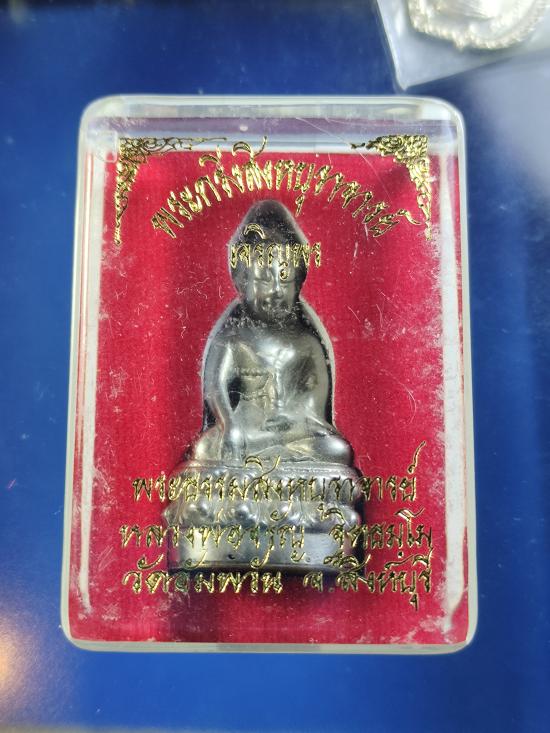 พระกริ่งสิงหบุราจารย์
เจริญพร
พระธรรมสิงหบุราจารย์
หลวงพ่อจรัญ ฐิตธมฺโม
วัดอัมพวัน จ.สิงห์บุรี